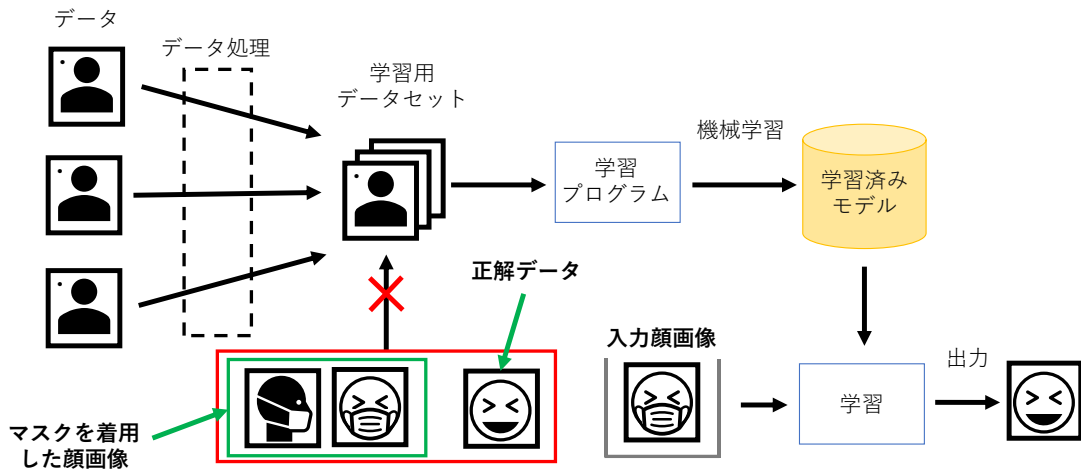 データ
データ処理
学習用
データセット
機械学習
学習
プログラム
学習済み
モデル
正解データ
入力顔画像
出力
学習
マスクを着用
した顔画像